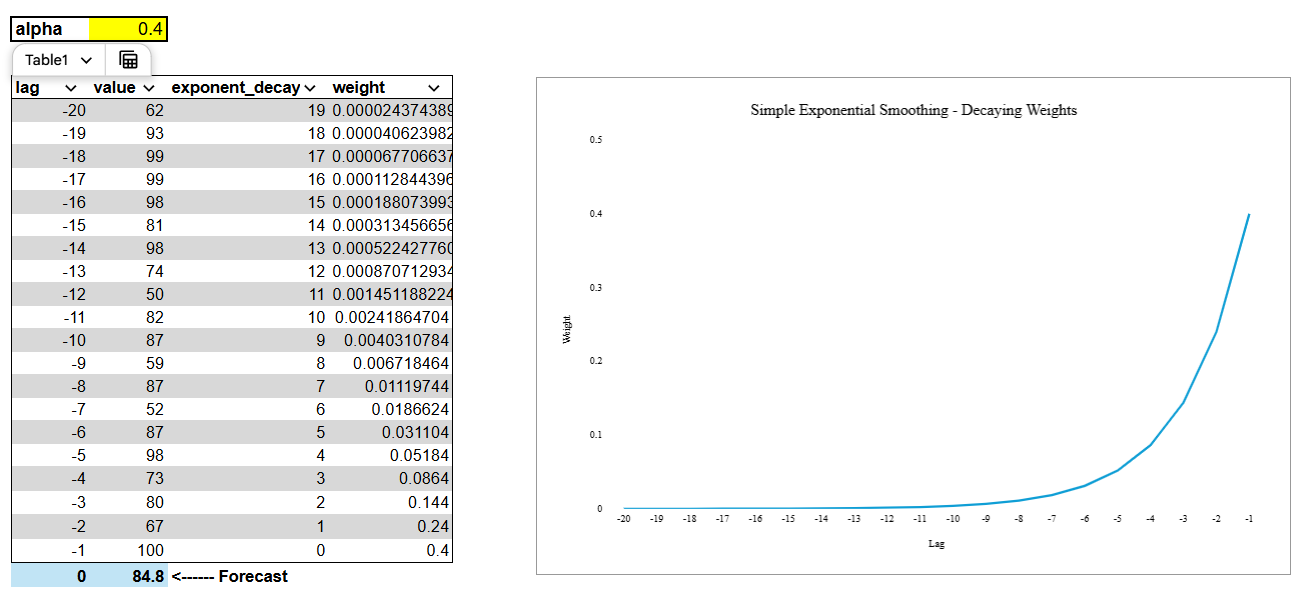 alpha 0.4
Table1
lag value exponent_decay weight
-20 62 19 0.000024374389
-19 93 18 0.000040623982
-18 99 17 0.000067706637
-17 99 16 0.000112844396
-16 98 15 0.000188073993
-15 81 14 0.000313456656
-14 98 13 0.000522427760
-13 74 12 0.000870712934
-12 50 11 0.001451188224
-11 82 10 0.00241864704
-10 87 9 0.0040310784
-9 59 8 0.006718464
-8 87 7 0.01119744
-7 52 6 0.0186624
-6 87 5 0.031104
-5 98 4 0.05184
-4 73 3 0.0864
-3 80 2 0.144
-2 67 1 0.24
-1 100 0 0.4
0 84.8 <------ Forecast
Simple Exponential Smoothing - Decaying Weights
0.5
0.4
0.3
Weight
0.2
0.1
0
-20 -19 -18 -17 -16 -15 -14 -13 -12 -11 -10 -9 -8 -7 -6 -5 -4 -3 -2 -1
Lag